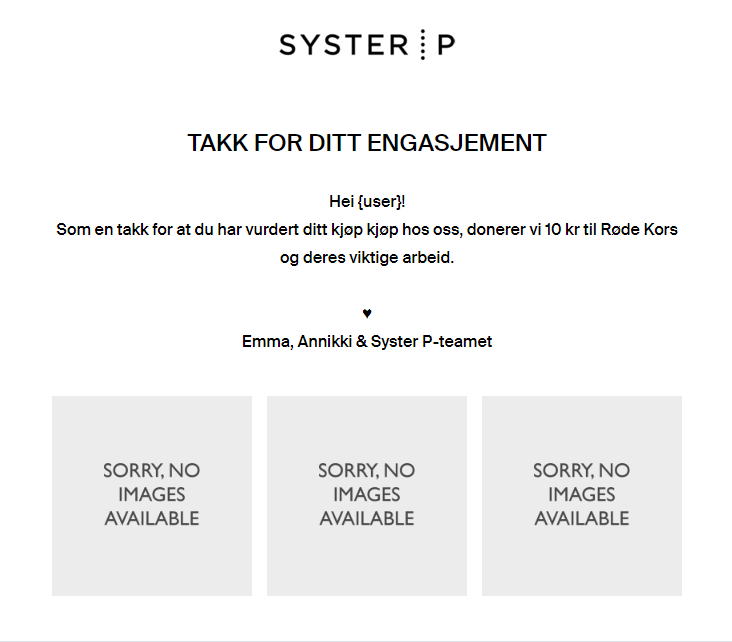 SYSTER P
TAKK FOR DITT ENGASJEMENT
Hei {user}!
Som en takk for at du har vurdert ditt kjøp kjøp hos oss, donerer vi 10 kr til Røde Kors
og deres viktige arbeid.
♥
Emma, Annikki & Syster P-teamet
SORRY, NO
IMAGES
AVAILABLE
SORRY, NO
IMAGES
AVAILABLE
SORRY, NO
IMAGES
AVAILABLE